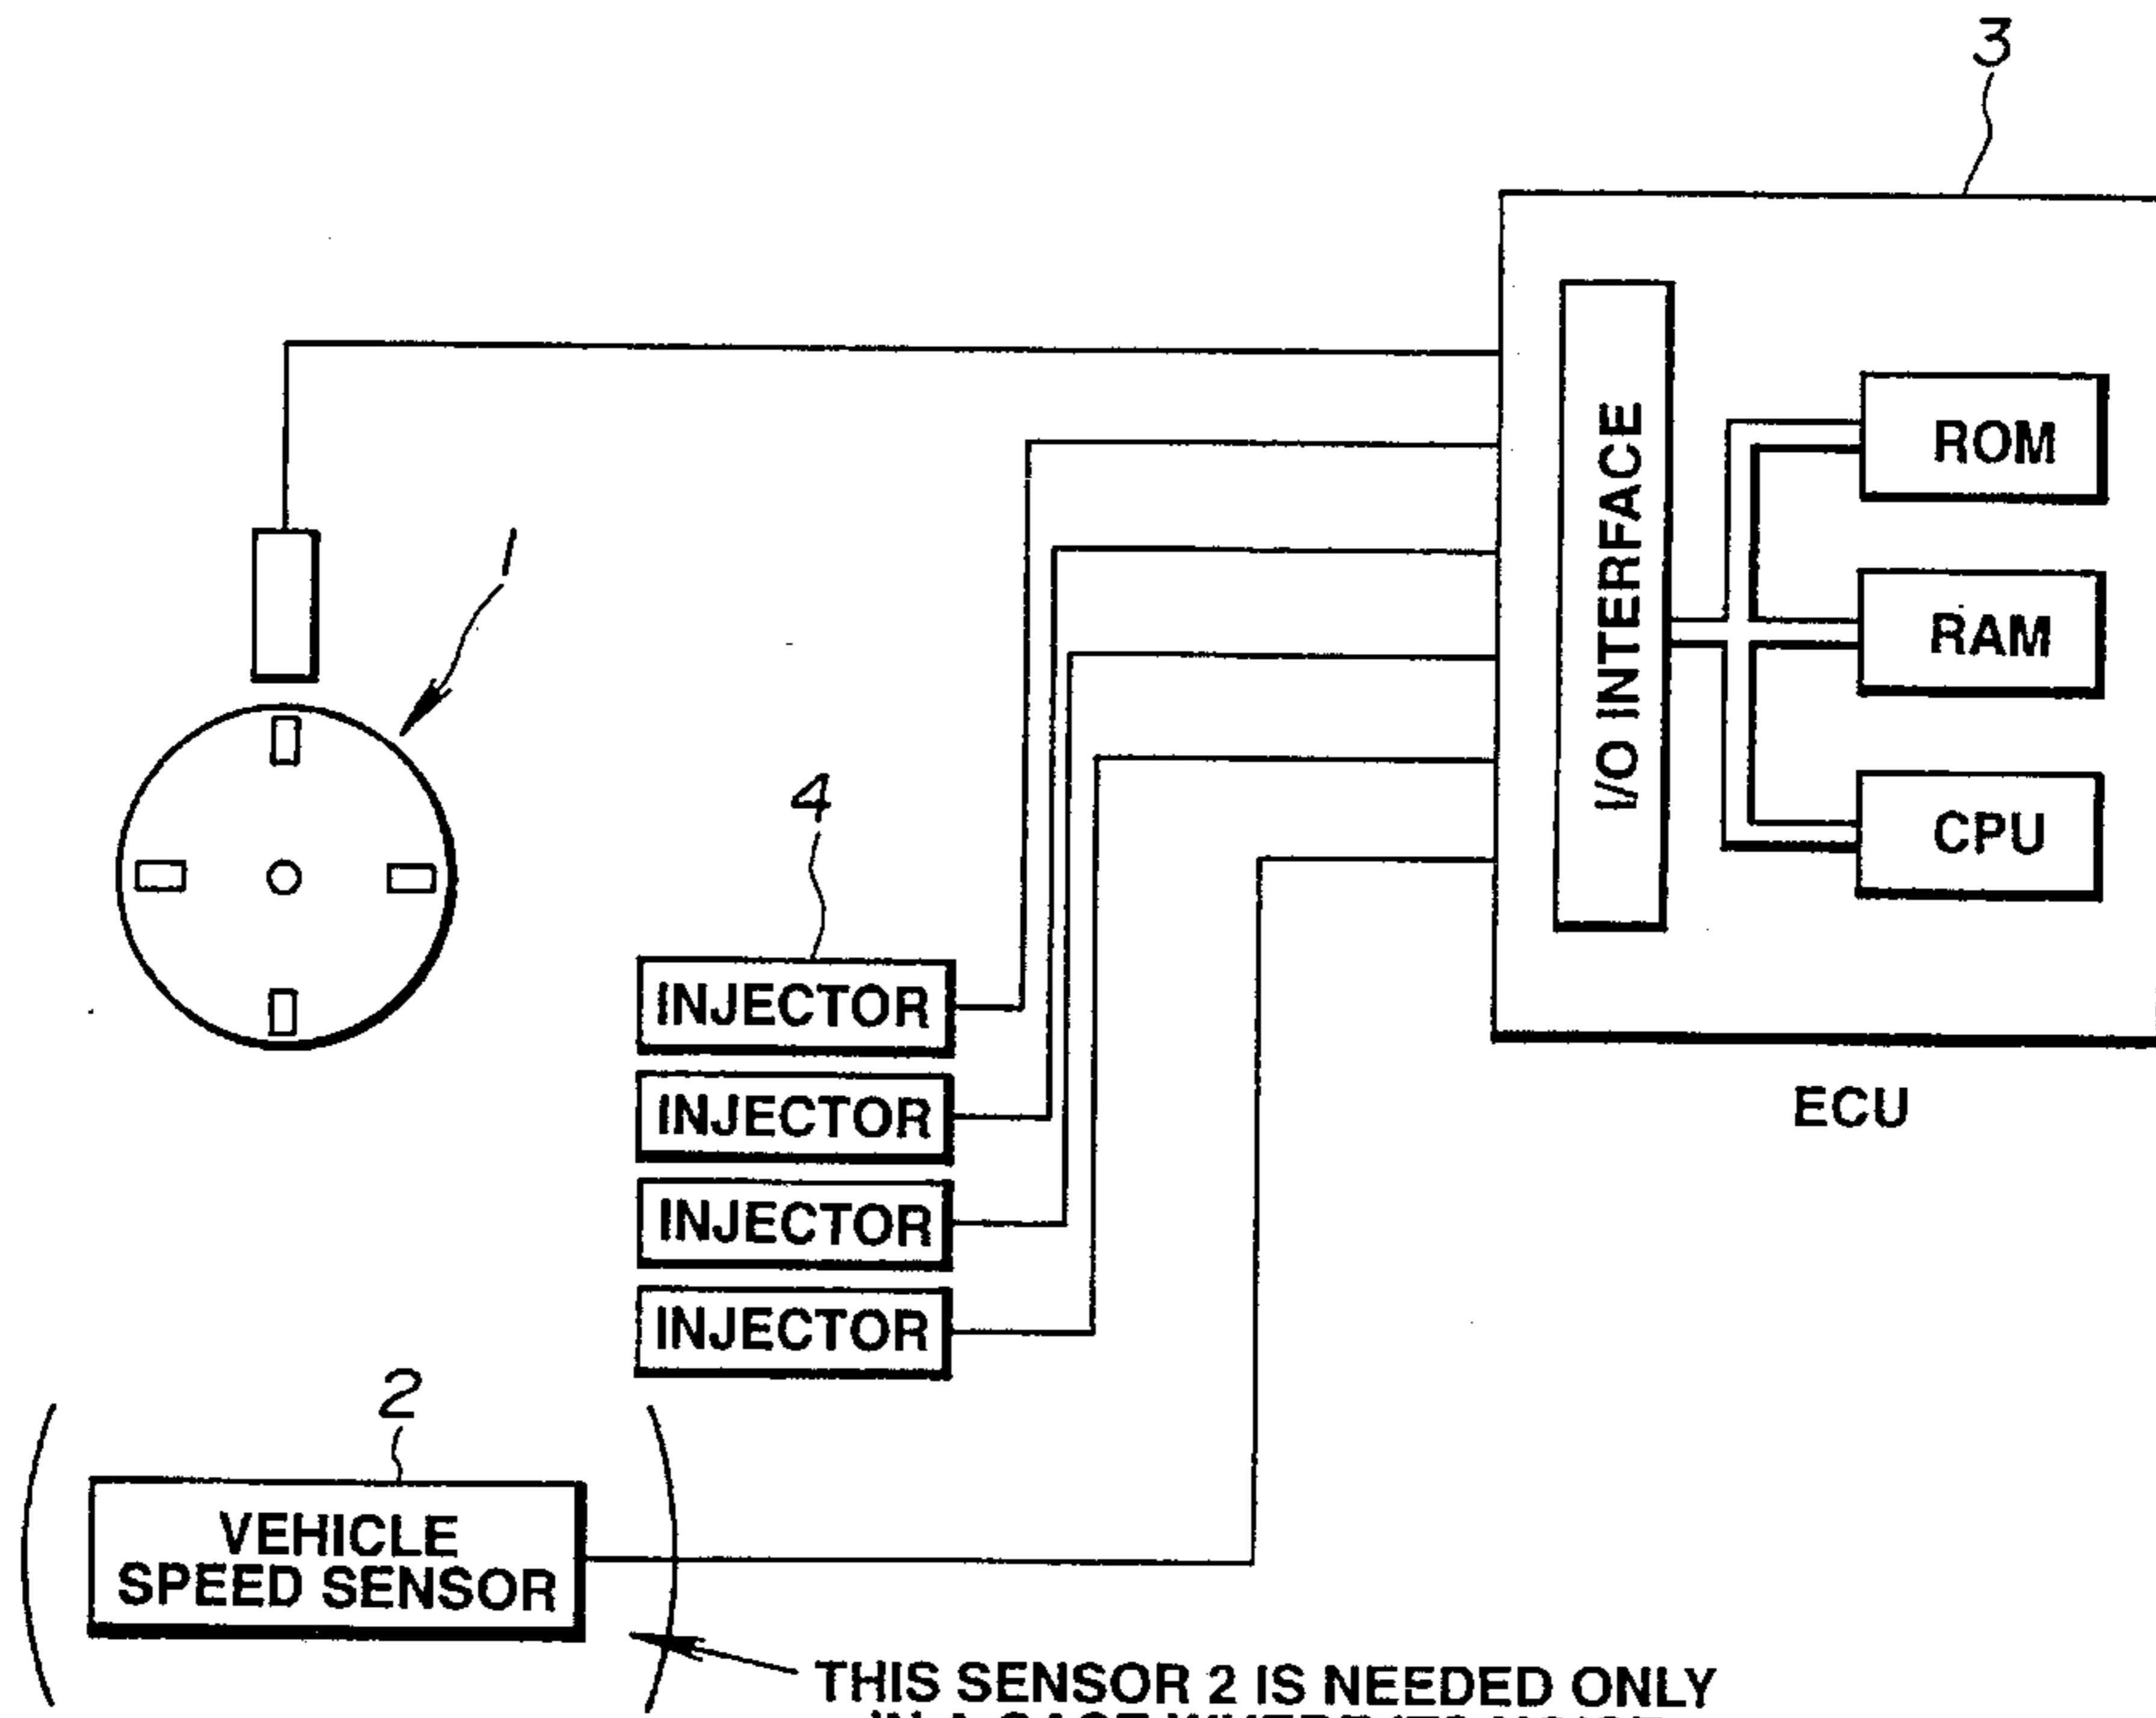 3
I/O INTERFACE
ROM
RAM
CPU
ECU
1
4
INJECTOR
INJECTOR
INJECTOR
INJECTOR
2
VEHICLE
SPEED SENSOR
THIS SENSOR 2 IS NEEDED ONLY